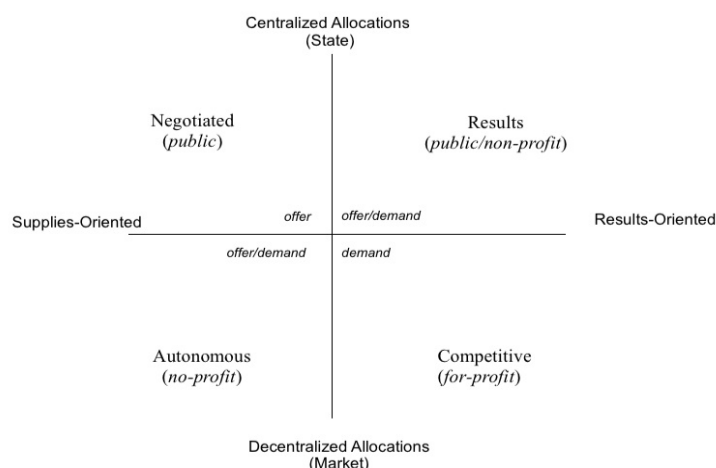 Centralized Allocations
(State)
Negotiated
(public)
Results
(public/non-profit)
Supplies-Oriented
offer
offer/demand
Results-Oriented
offer/demand
demand
Autonomous
(no-profit)
Competitive
(for-profit)
Decentralized Allocations
(Market)